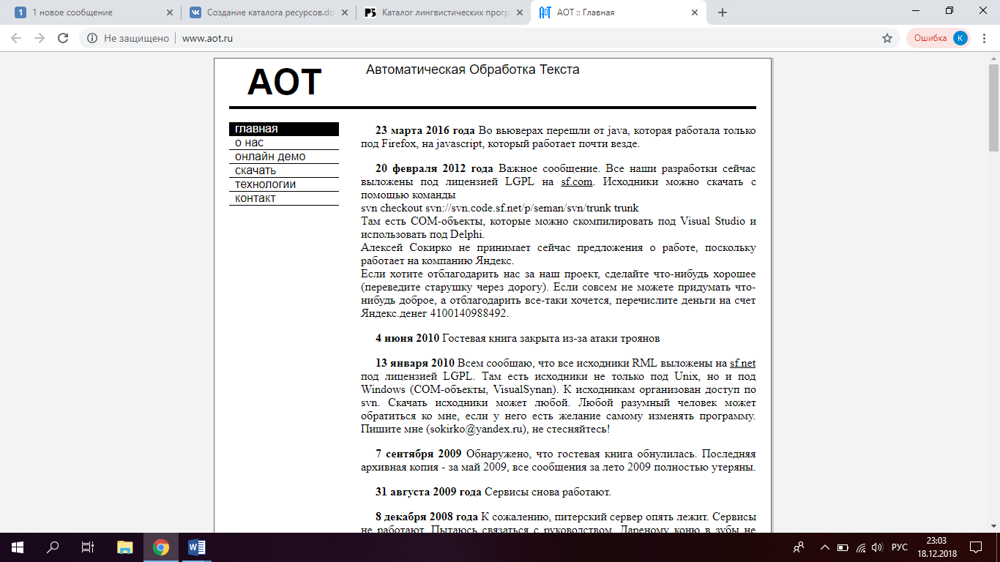 1 новое сообщение
Создание каталога ресурсов.do
Каталог лингвистических прогр
АОТ :: Главная
Не защищено
www.aot.ru
Ошибка
К
АОТ
Автоматическая Обработка Текста
главная
о нас
онлайн демо
скачать
технологии
контакт
23 марта 2016 года Во вьюверах перешли от java, которая работала только
под Firefox, на javascript, который работает почти везде.
20 февраля 2012 года Важное сообщение. Все наши разработки сейчас
выложены под лицензией LGPL на sf.com. Исходники можно скачать с
помощью команды
svn checkout svn://svn.code.sf.net/p/seman/svn/trunk trunk
Там есть COM-объекты, которые можно скомпилировать под Visual Studio и
использовать под Delphi.
Алексей Сокирко не принимает сейчас предложения о работе, поскольку
работает на компанию Яндекс.
Если хотите отблагодарить нас за наш проект, сделайте что-нибудь хорошее
(переведите старушку через дорогу). Если совсем не можете придумать что-
нибудь доброе, а отблагодарить все-таки хочется, перечислите деньги на счет
Яндекс.денег 4100140988492.
4 июня 2010 Гостевая книга закрыта из-за атаки троянов
13 января 2010 Всем сообщаю, что все исходники RML выложены на sf.net
под лицензией LGPL. Там есть исходники не только под Unix, но и под
Windows (COM-объекты, VisualSynan). К исходникам организован доступ по
svn. Скачать исходники может любой. Любой разумный человек может
обратиться ко мне, если у него есть желание самому изменять программу.
Пишите мне (sokirko@yandex.ru), не стесняйтесь!
7 сентября 2009 Обнаружено, что гостевая книга обнулилась. Последняя
архивная копия - за май 2009, все сообщения за лето 2009 полностью утеряны.
31 августа 2009 года Сервисы снова работают.
8 декабря 2008 года К сожалению, питерский сервер опять лежит. Сервисы
не работают. Пытаюсь связаться с руководством. Дареному коню в зубы не
РУС
23:03
18.12.2018